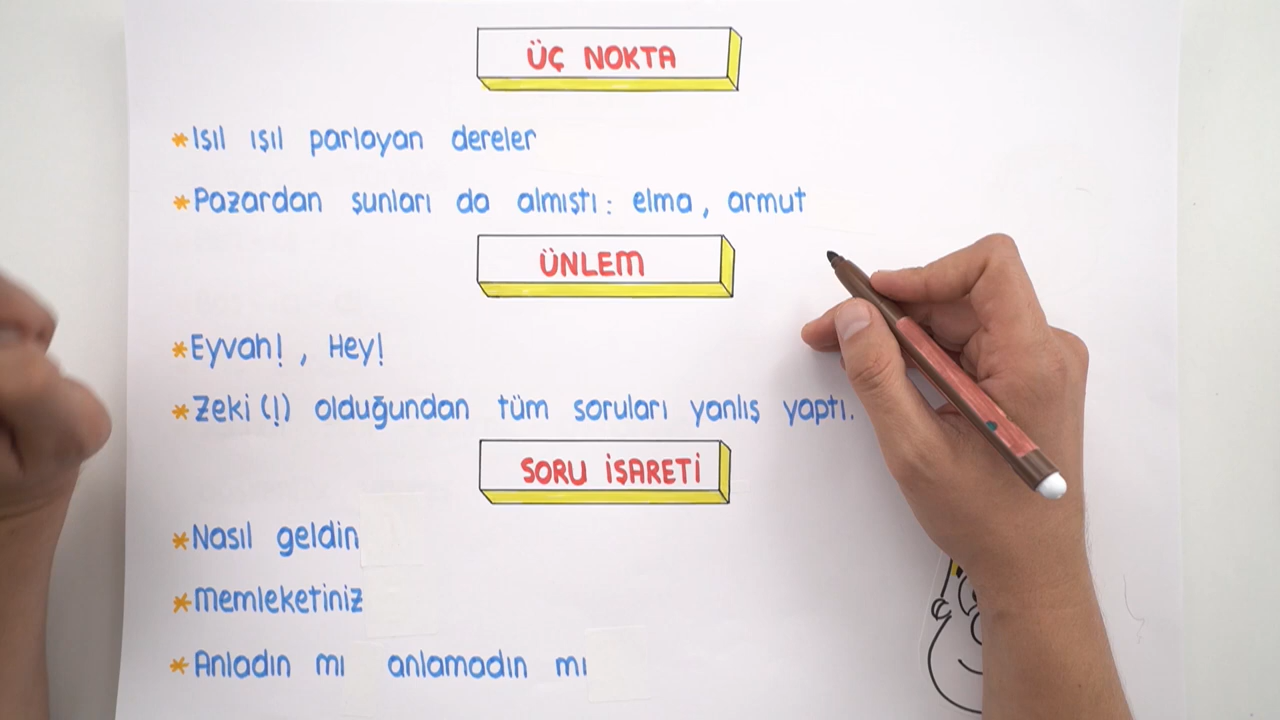 ÜÇ NOKTA
*Işıl ışıl parlayan dereler
*Pazardan şunları da almıştı: elma, armut
ÜNLEM
*Eyvah!, Hey!
*Zeki(!) olduğundan tüm soruları yanlış yaptı.
SORU İŞARETİ
*Nasıl geldin
*Memleketiniz
*Anladın mı anlamadın mı